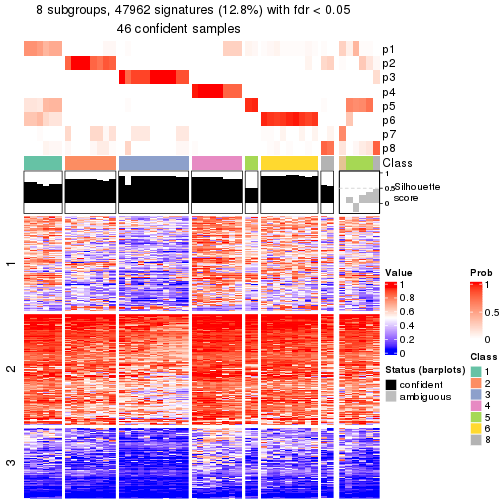 8 subgroups, 47962 signatures (12.8%) with fdr < 0.05
46 confident samples
p1
p2
p3
p4
p5
p6
p7
p8
Class
1
0.5
0
Silhouette
score
1
2
3
Value
1
0.8
0.6
0.4
0.2
0
Prob
1
0.5
0
Status (barplots)
confident
ambiguous
Class
1
2
3
4
5
6
8